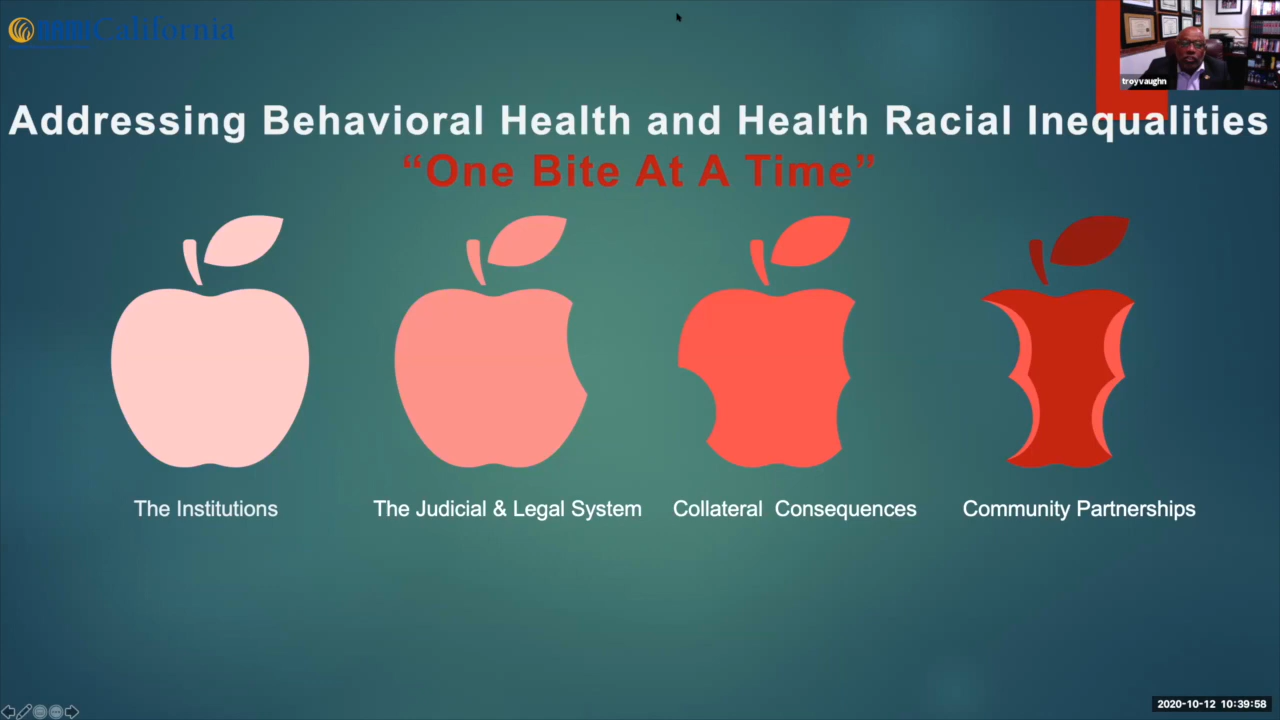 California
troyvaughn
Addressing Behavioral Health and Health Racial Inequalities
“One Bite At A Time”
The Institutions
The Judicial & Legal System
Collateral Consequences
Community Partnerships
2020-10-12 10:39:58